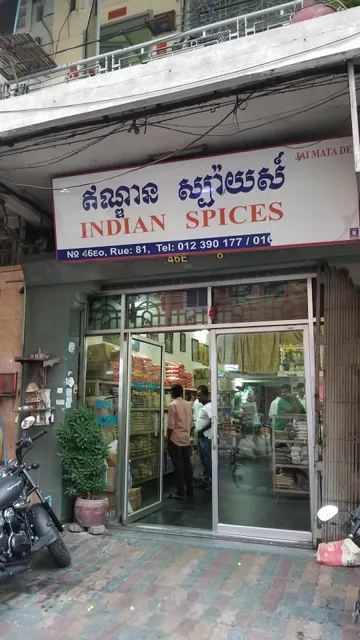 JAI MATA DE
ឥណ្ឌាន ស្ប៉ាយស៍
INDIAN SPICES
№ 46Eo, Rue: 81, Tel: 012 390 177 / 016
46E o